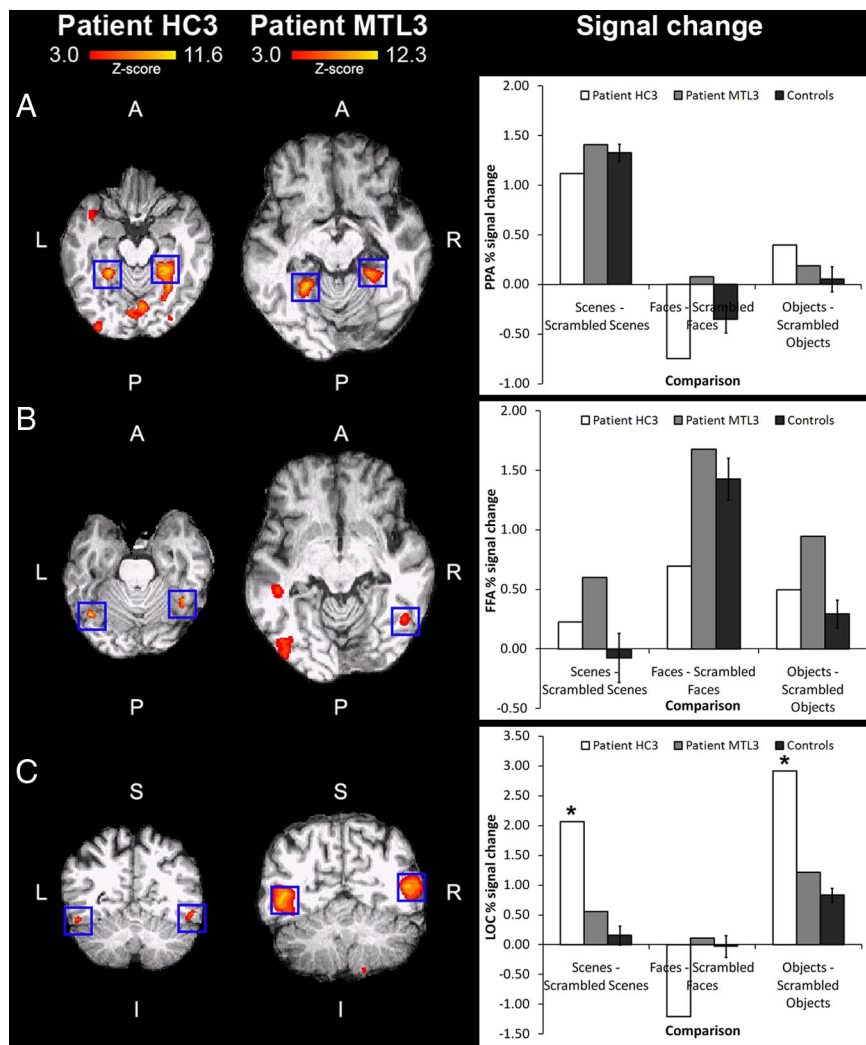 Patient HC3 Patient MTL3 Signal change
3.0 11.6 3.0 12.3
Z-score Z-score
A
A A
L R
P P
2.00
1.50
1.00
0.50
0.00
-0.50
-1.00
PPA % signal change
Patient HC3 Patient MTL3 Controls
Scenes - Scrambled Scenes
Faces - Scrambled Faces
Objects - Scrambled Objects
Comparison
B
A A
L R
P P
2.00
1.50
1.00
0.50
0.00
-0.50
FFA % signal change
Patient HC3 Patient MTL3 Controls
Scenes - Scrambled Scenes
Faces - Scrambled Faces
Objects - Scrambled Objects
Comparison
C
S S
L R
I I
3.50
3.00
2.50
2.00
1.50
1.00
0.50
0.00
-0.50
-1.00
-1.50
LOC % signal change
Patient HC3 Patient MTL3 Controls
* *
Scenes - Scrambled Scenes
Faces - Scrambled Faces
Objects - Scrambled Objects
Comparison